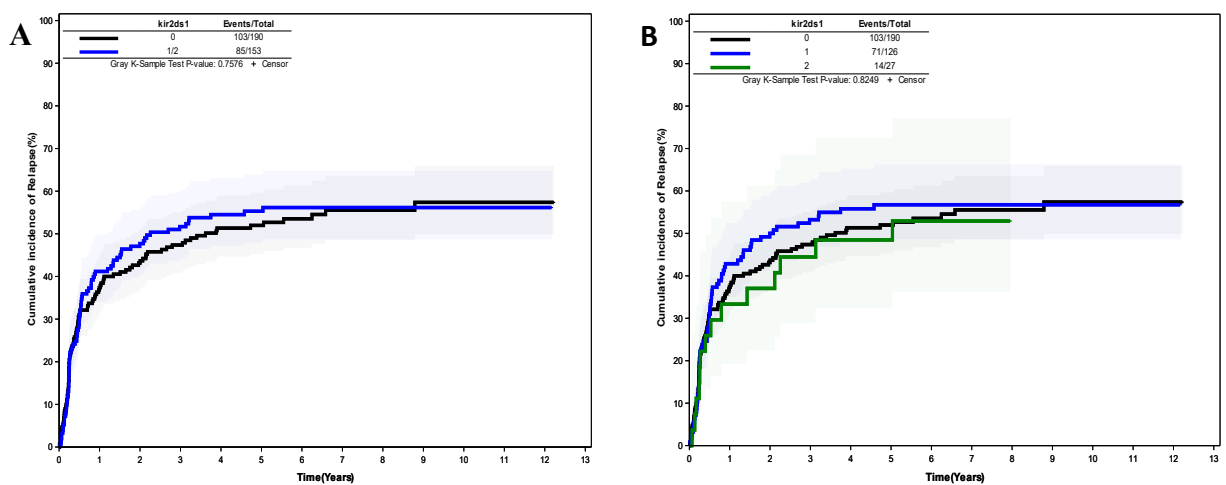 A
kir2ds1 Events/Total
0 103/190
1/2 85/153
Gray K-Sample Test P-value: 0.7576 + Censor
Cumulative incidence of Relapse(%)
100
90
80
70
60
50
40
30
20
10
0
0 1 2 3 4 5 6 7 8 9 10 11 12 13
Time(Years)
B
kir2ds1 Events/Total
0 103/190
1 71/126
2 14/27
Gray K-Sample Test P-value: 0.8249 + Censor
Cumulative incidence of Relapse(%)
100
90
80
70
60
50
40
30
20
10
0
0 1 2 3 4 5 6 7 8 9 10 11 12 13
Time(Years)